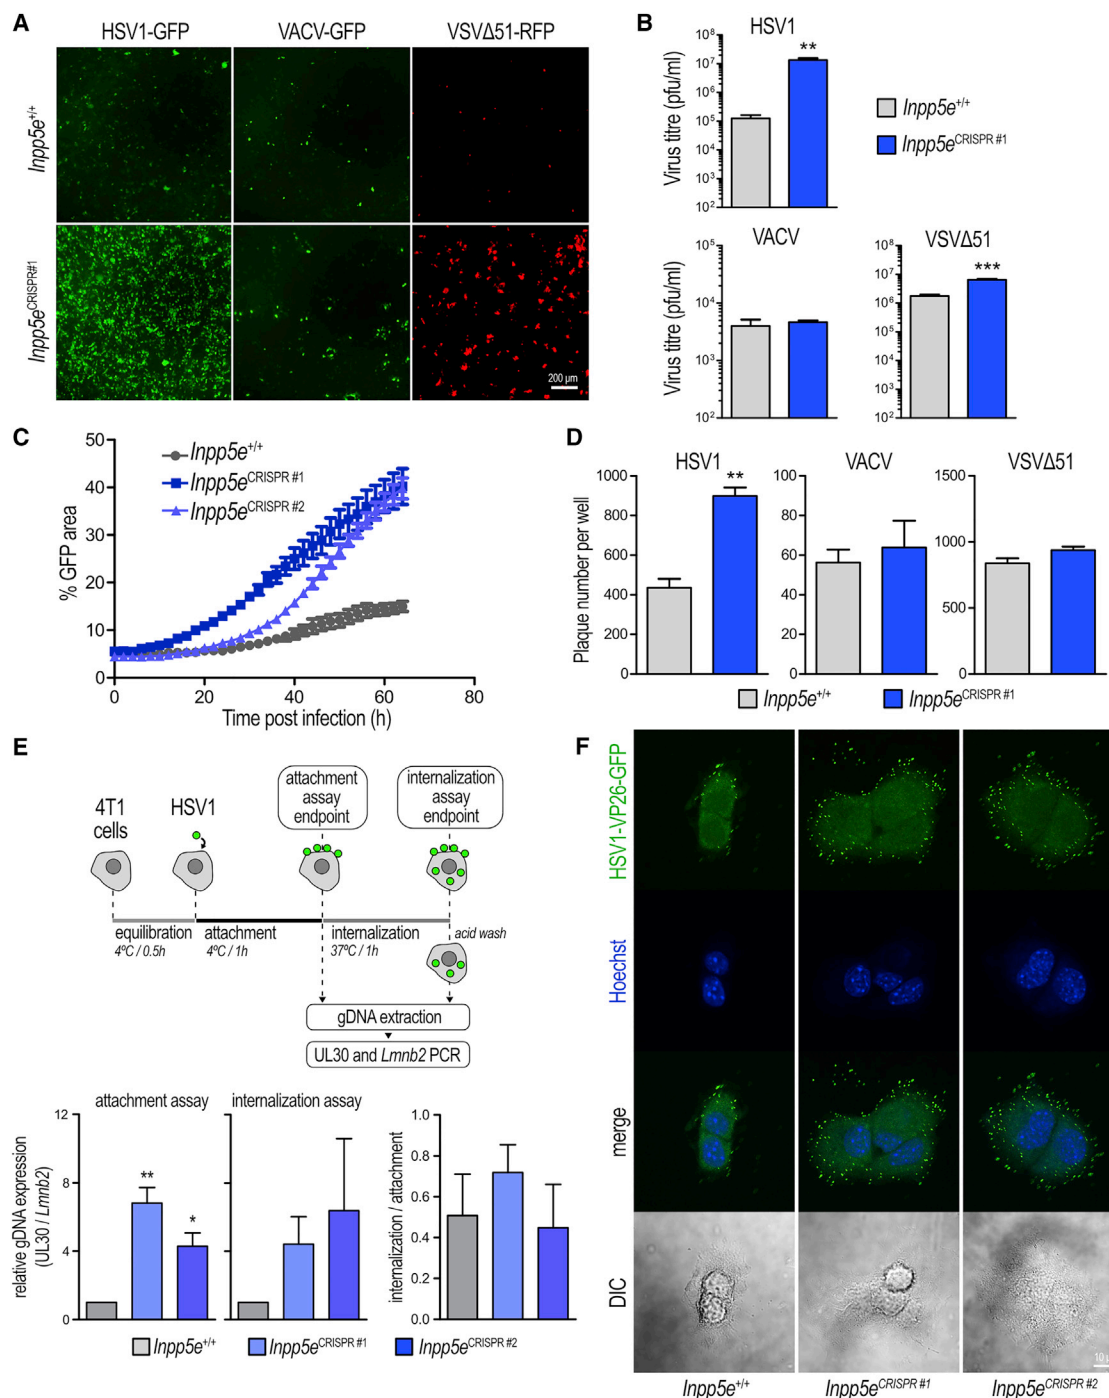 A
HSV1-GFP
VACV-GFP
VSVΔ51-RFP
Inpp5e+/+
Inpp5eCRISPR#1
200 µm
B
HSV1
Virus titre (pfu/ml)
10⁸
10⁷
10⁶
10⁵
10⁴
10³
10²
**
Inpp5e+/+
Inpp5eCRISPR #1
VACV
Virus titre (pfu/ml)
10⁵
10⁴
10³
10²
VSVΔ51
10⁸
10⁷
10⁶
10⁵
10⁴
10³
10²
***
C
% GFP area
50
40
30
20
10
0
Inpp5e+/+
Inpp5eCRISPR #1
Inpp5eCRISPR #2
0 20 40 60 80
Time post infection (h)
D
HSV1
Plaque number per well
1000
800
600
400
200
0
**
VACV
100
80
60
40
20
0
VSVΔ51
1500
1000
500
0
Inpp5e+/+
Inpp5eCRISPR #1
E
4T1
cells
HSV1
attachment
assay
endpoint
internalization
assay
endpoint
equilibration
4ºC / 0.5h
attachment
4ºC / 1h
internalization
37ºC / 1h
acid wash
gDNA extraction
UL30 and Lmnb2 PCR
attachment assay
internalization assay
relative gDNA expression
(UL30 / Lmnb2)
12
8
4
0
**
*
internalization / attachment
1.0
0.8
0.6
0.4
0.2
0.0
Inpp5e+/+
Inpp5eCRISPR #1
Inpp5eCRISPR #2
F
HSV1-VP26-GFP
Hoechst
merge
DIC
10 µ
Inpp5e+/+
Inpp5eCRISPR #1
Inpp5eCRISPR #2